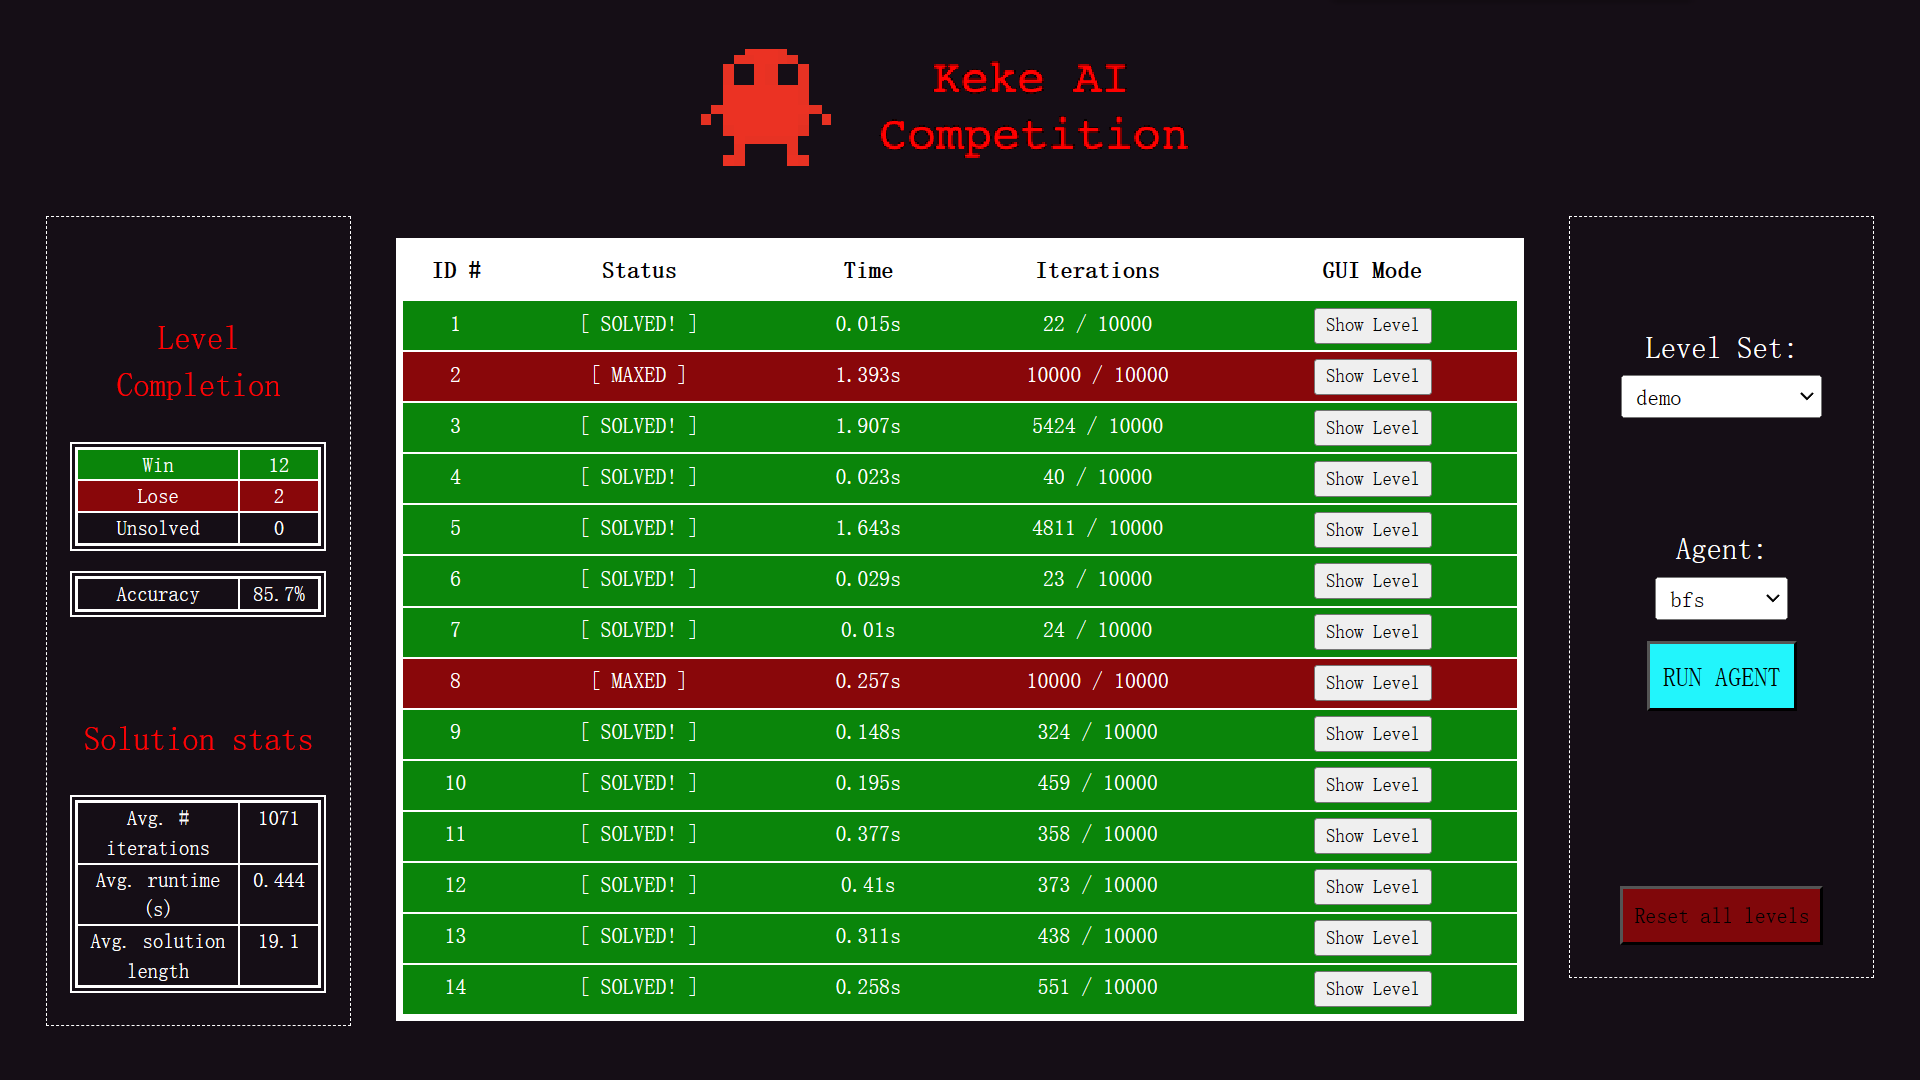 Keke AI
Competition
Level
Completion
Win 12
Lose 2
Unsolved 0
Accuracy 85.7%
Solution stats
Avg. # 1071
iterations
Avg. runtime 0.444
(s)
Avg. solution 19.1
length
ID # Status Time Iterations GUI Mode
1 [ SOLVED! ] 0.015s 22 / 10000 Show Level
2 [ MAXED ] 1.393s 10000 / 10000 Show Level
3 [ SOLVED! ] 1.907s 5424 / 10000 Show Level
4 [ SOLVED! ] 0.023s 40 / 10000 Show Level
5 [ SOLVED! ] 1.643s 4811 / 10000 Show Level
6 [ SOLVED! ] 0.029s 23 / 10000 Show Level
7 [ SOLVED! ] 0.01s 24 / 10000 Show Level
8 [ MAXED ] 0.257s 10000 / 10000 Show Level
9 [ SOLVED! ] 0.148s 324 / 10000 Show Level
10 [ SOLVED! ] 0.195s 459 / 10000 Show Level
11 [ SOLVED! ] 0.377s 358 / 10000 Show Level
12 [ SOLVED! ] 0.41s 373 / 10000 Show Level
13 [ SOLVED! ] 0.311s 438 / 10000 Show Level
14 [ SOLVED! ] 0.258s 551 / 10000 Show Level
Level Set:
demo
Agent:
bfs
RUN AGENT
Reset all levels